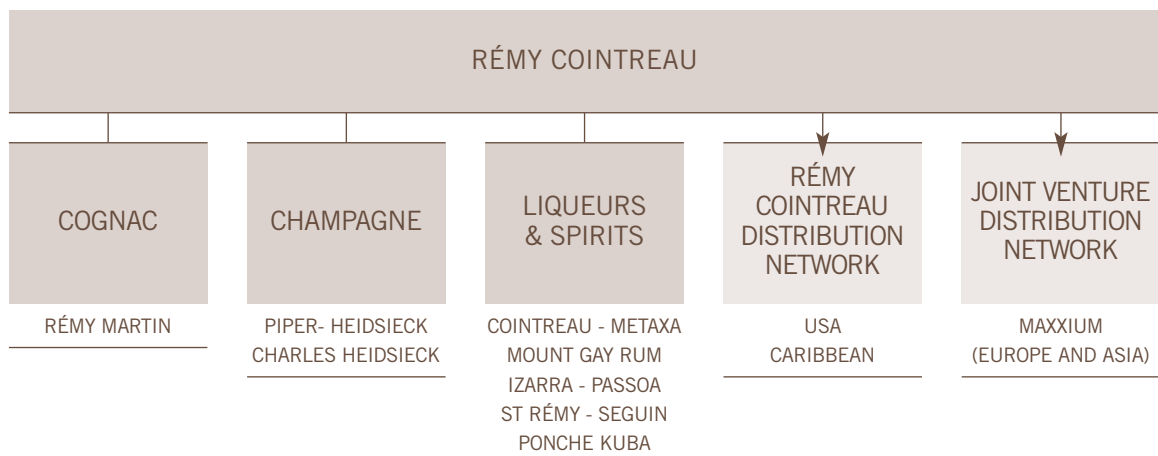 RÉMY COINTREAU
COGNAC
RÉMY MARTIN
CHAMPAGNE
PIPER- HEIDSIECK
CHARLES HEIDSIECK
LIQUEURS
& SPIRITS
COINTREAU - METAXA
MOUNT GAY RUM
IZARRA - PASSOA
ST RÉMY - SEGUIN
PONCHE KUBA
RÉMY
COINTREAU
DISTRIBUTION
NETWORK
USA
CARIBBEAN
JOINT VENTURE
DISTRIBUTION
NETWORK
MAXXIUM
(EUROPE AND ASIA)